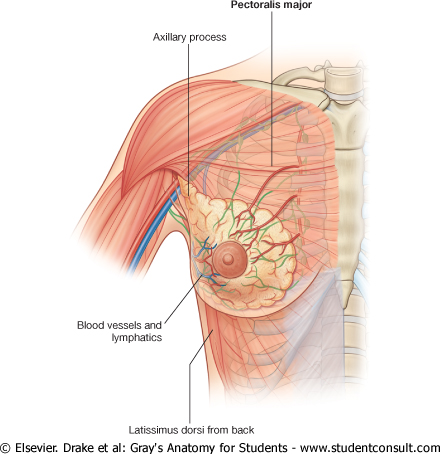 Pectoralis major
Axillary process
Blood vessels and
lymphatics
Latissimus dorsi from back
© Elsevier. Drake et al: Gray's Anatomy for Students - www.studentconsult.com